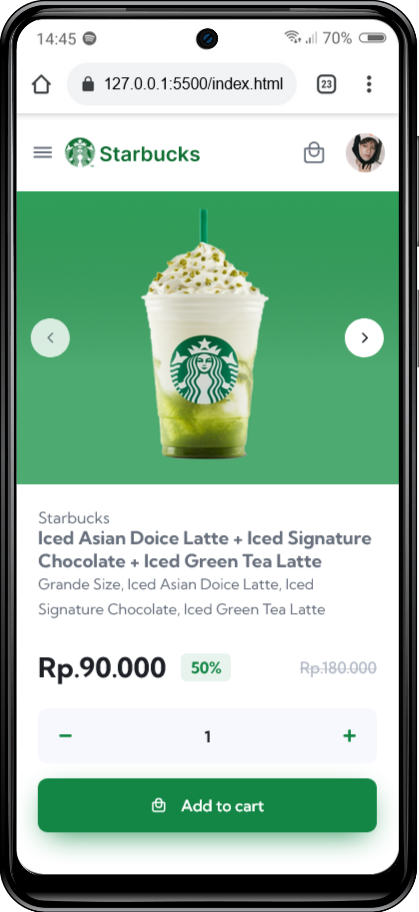 14:45 70%
127.0.0.1:5500/index.html 23
Starbucks
Starbucks
Iced Asian Doice Latte + Iced Signature
Chocolate + Iced Green Tea Latte
Grande Size, Iced Asian Doice Latte, Iced
Signature Chocolate, Iced Green Tea Latte
Rp.90.000 50% Rp.180.000
− 1 +
Add to cart